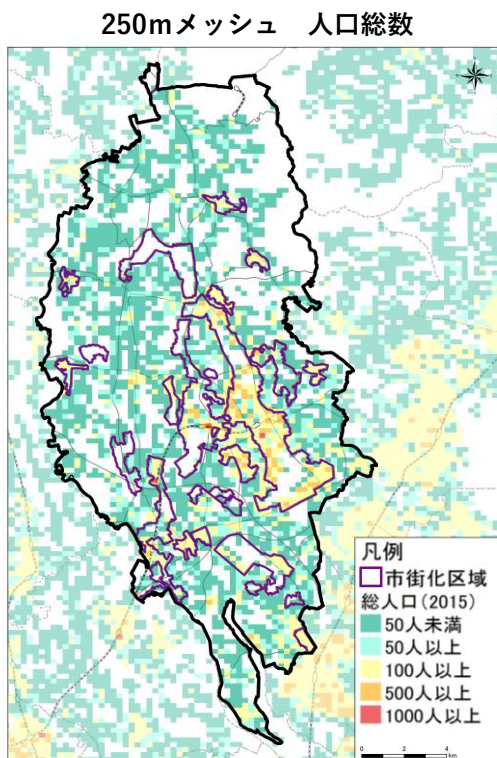 250mメッシュ 人口総数
凡例
市街化区域
総人口(2015)
50人未満
50人以上
100人以上
500人以上
1000人以上
0 2 4
km